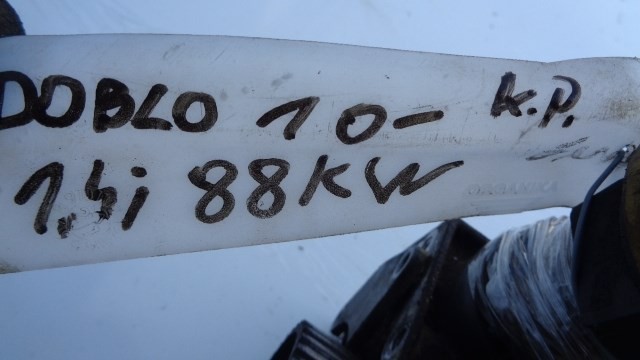 DOBLO 10- K.P.
1,4i 88KW